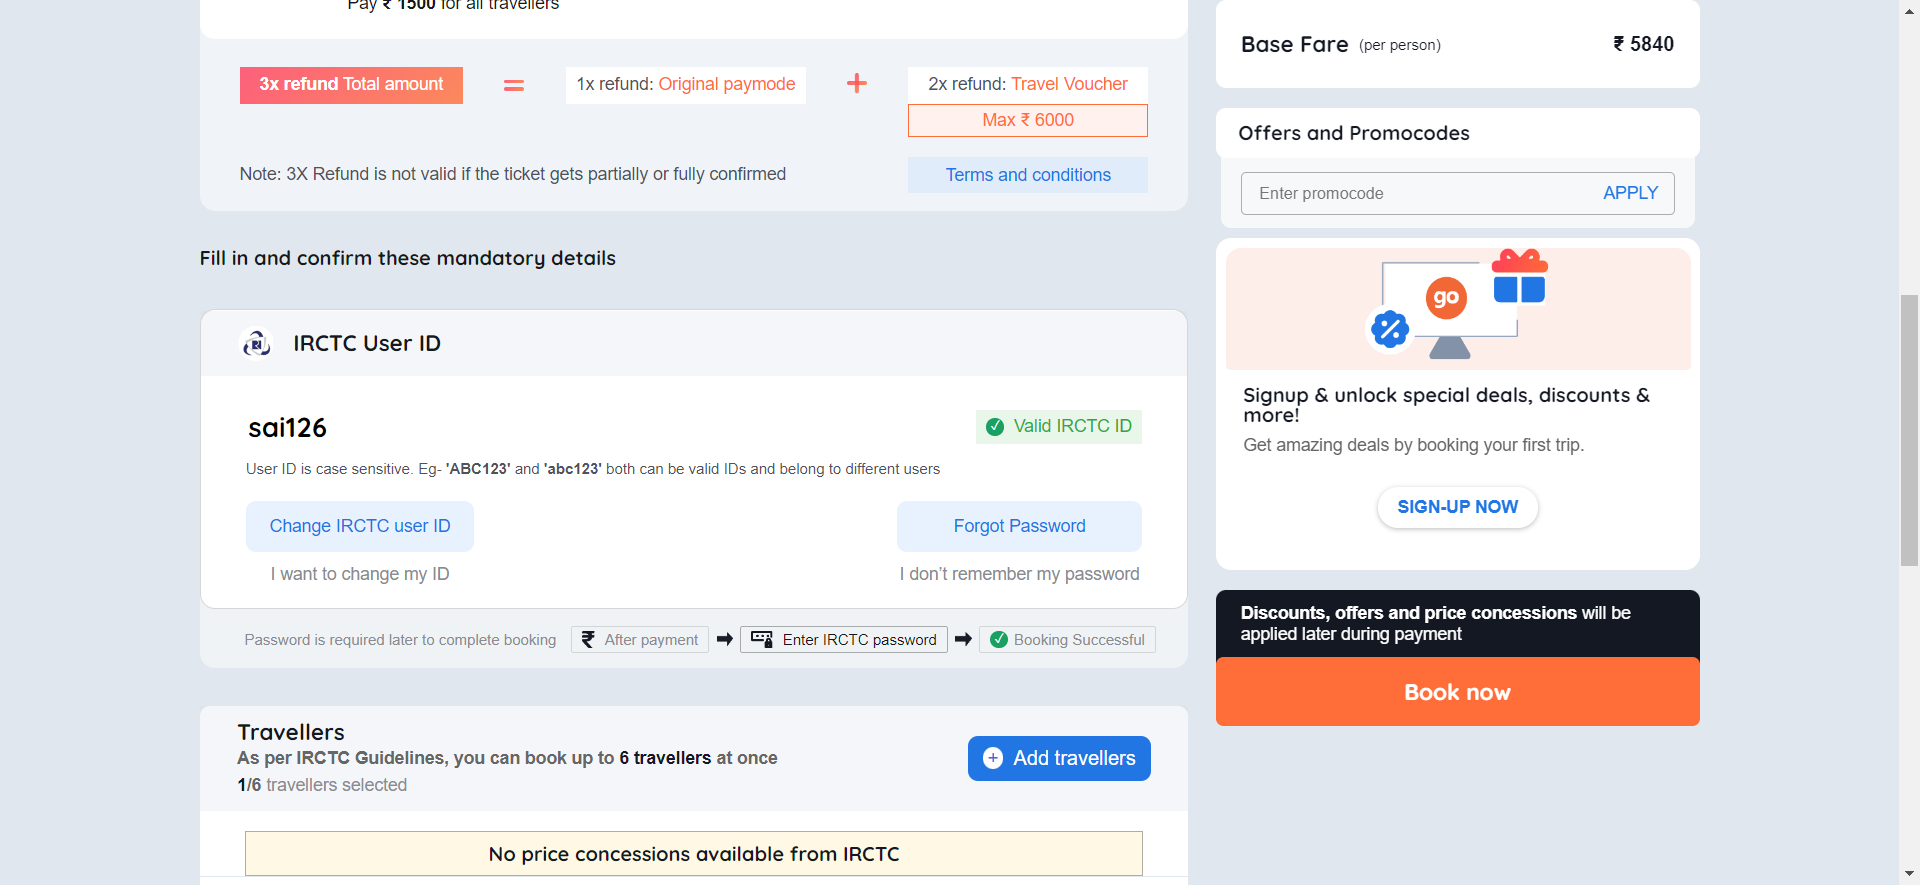 Pay ₹ 1500 for all travellers
3x refund Total amount
=
1x refund: Original paymode
+
2x refund: Travel Voucher
Max ₹ 6000
Note: 3X Refund is not valid if the ticket gets partially or fully confirmed
Terms and conditions
Fill in and confirm these mandatory details
IRCTC User ID
sai126
Valid IRCTC ID
User ID is case sensitive. Eg- 'ABC123' and 'abc123' both can be valid IDs and belong to different users
Change IRCTC user ID
I want to change my ID
Forgot Password
I don't remember my password
Password is required later to complete booking
₹ After payment
Enter IRCTC password
Booking Successful
Travellers
As per IRCTC Guidelines, you can book up to 6 travellers at once
1/6 travellers selected
Add travellers
No price concessions available from IRCTC
Base Fare (per person)
₹ 5840
Offers and Promocodes
Enter promocode
APPLY
go
Signup & unlock special deals, discounts &
more!
Get amazing deals by booking your first trip.
SIGN-UP NOW
Discounts, offers and price concessions will be
applied later during payment
Book now